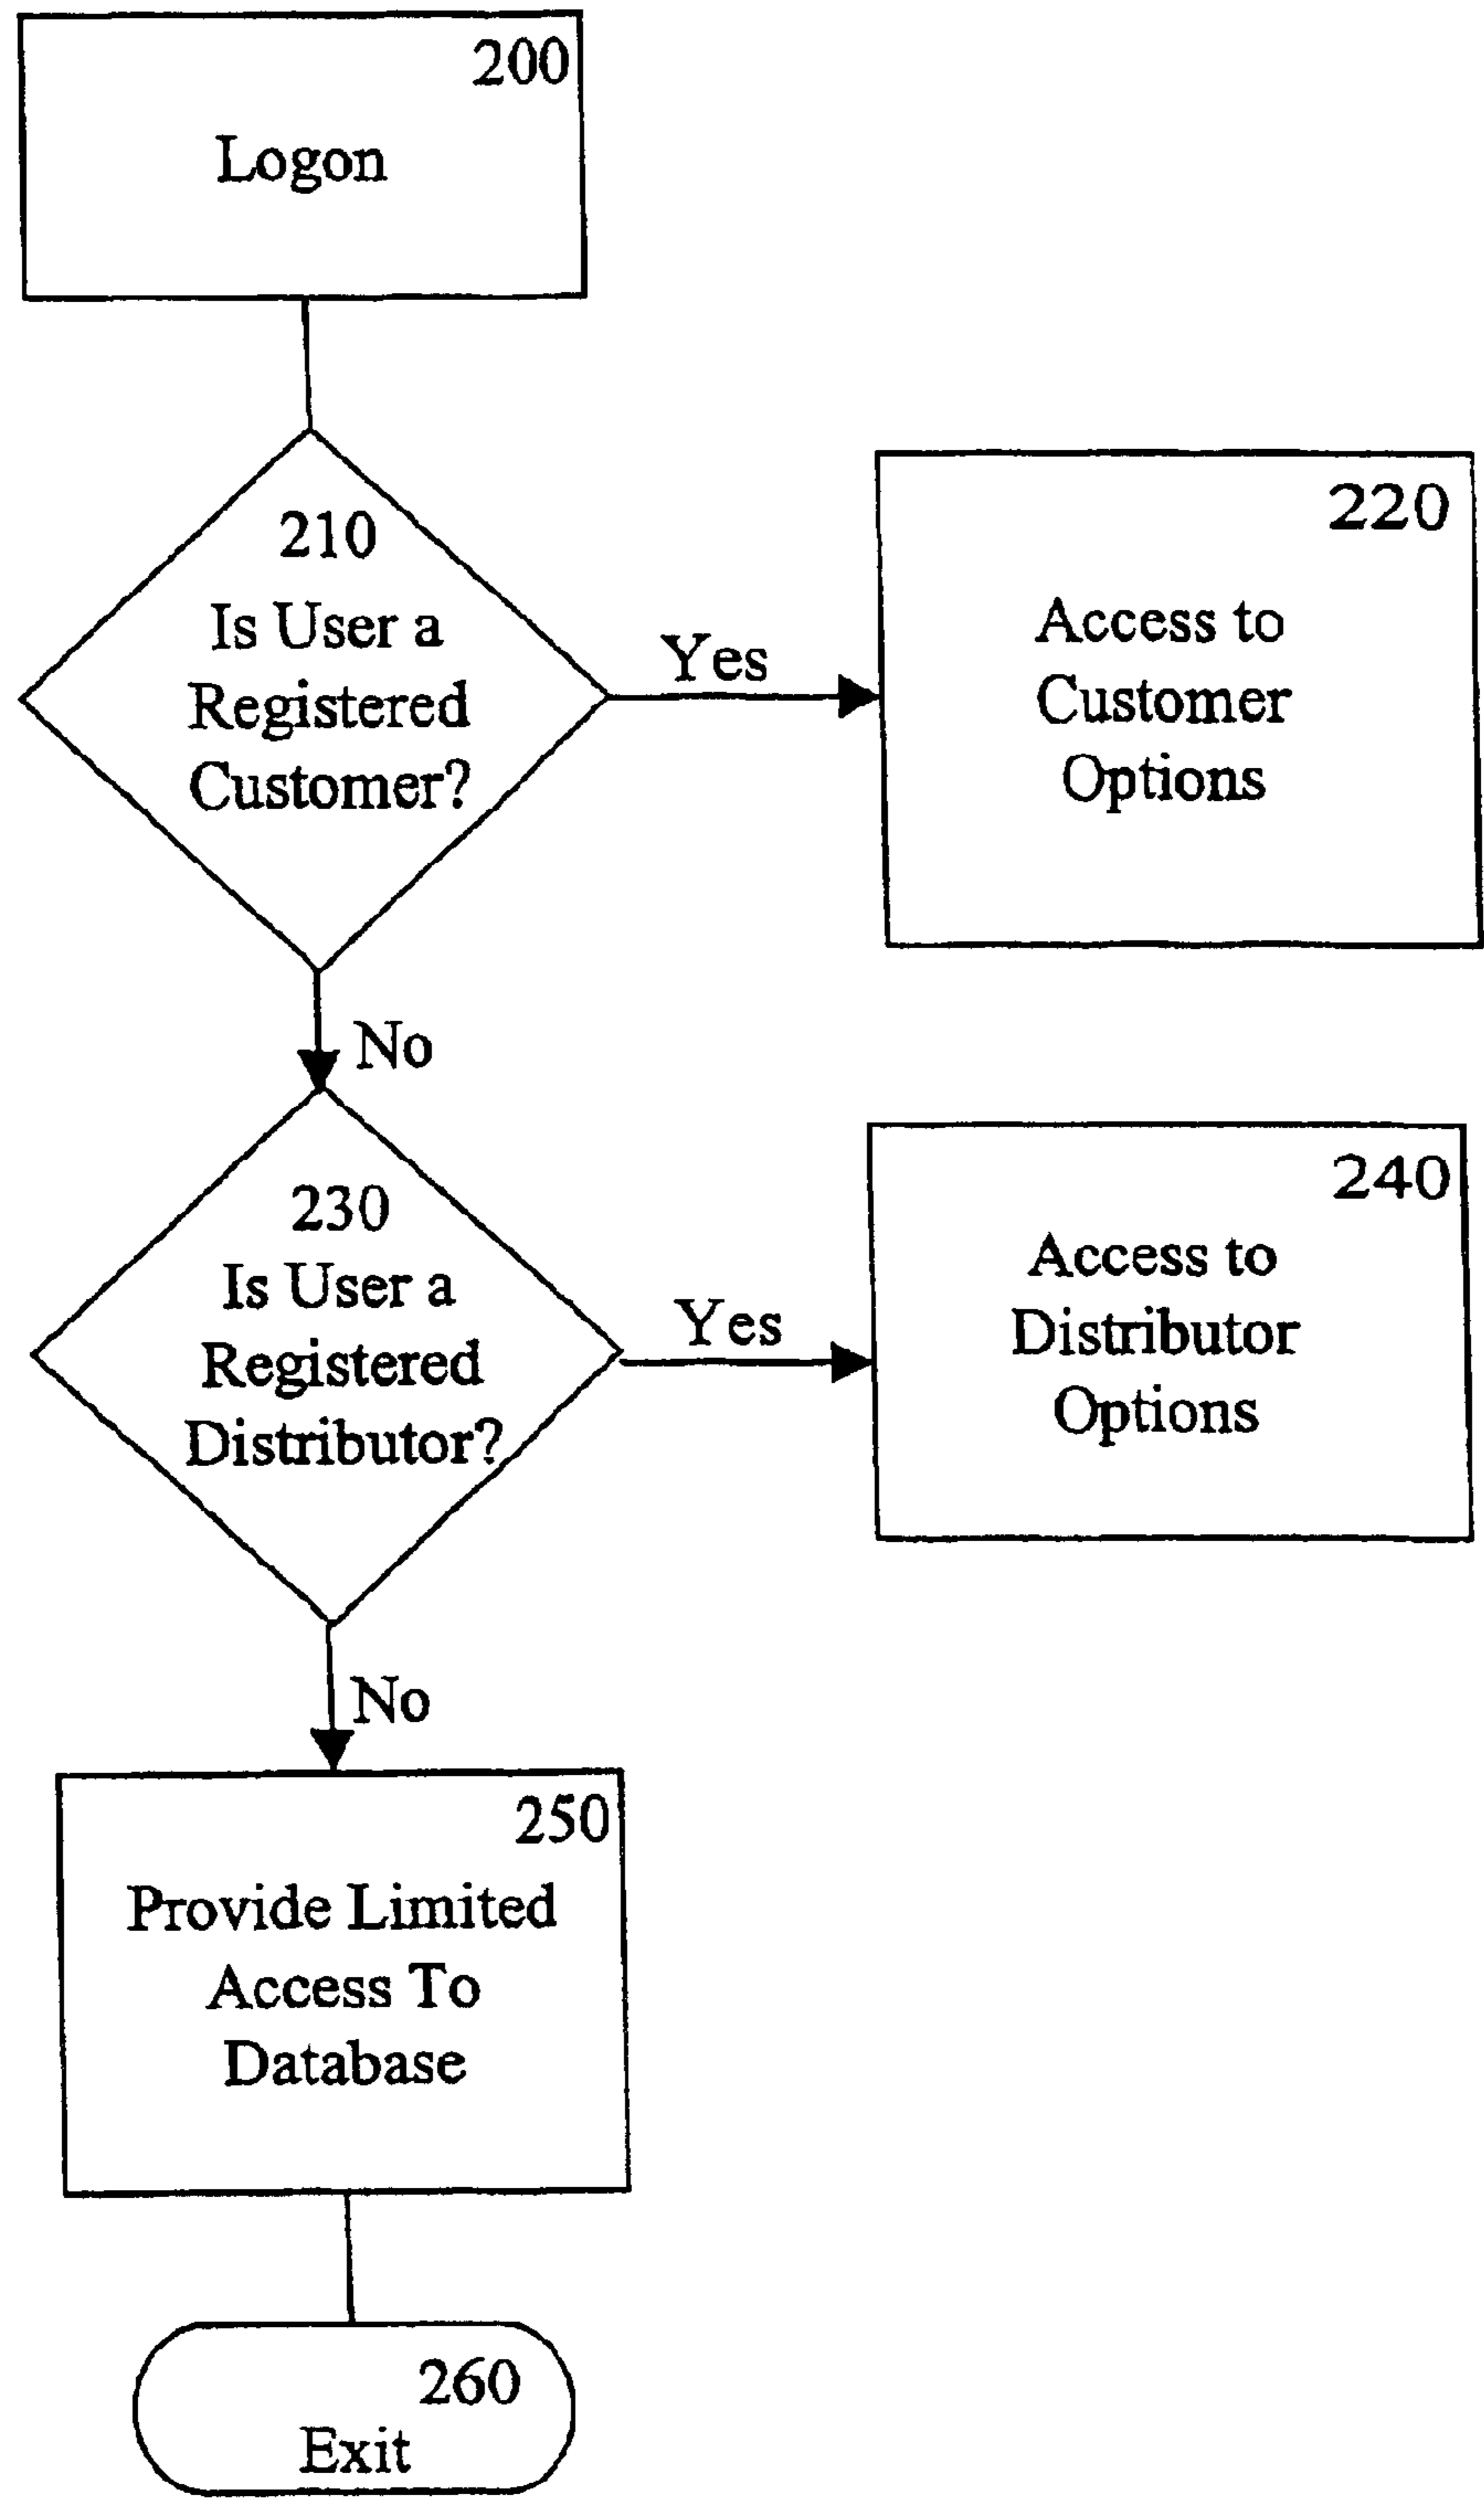 200
Logon
210
Is User a
Registered
Customer?
Yes
220
Access to
Customer
Options
No
230
Is User a
Registered
Distributor?
Yes
240
Access to
Distributor
Options
No
250
Provide Limited
Access To
Database
260
Exit